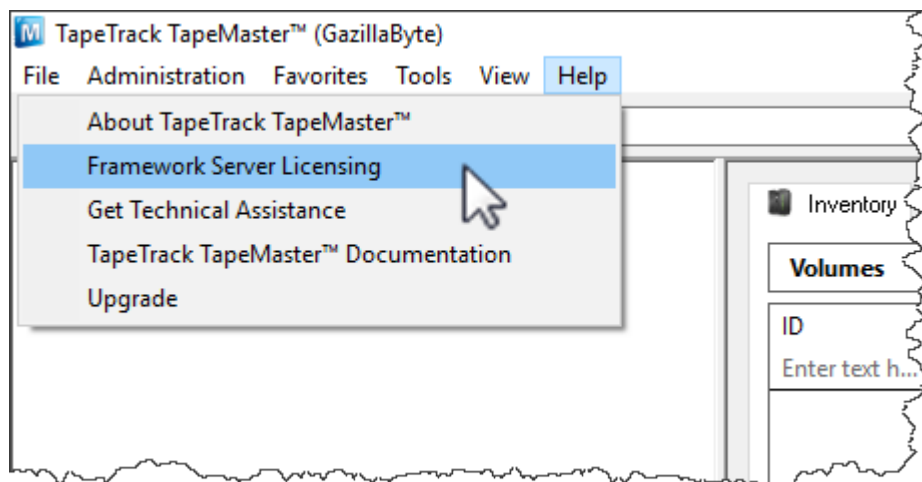 M TapeTrack TapeMaster™ (GazillaByte)
File Administration Favorites Tools View Help
About TapeTrack TapeMaster™
Framework Server Licensing
Get Technical Assistance
TapeTrack TapeMaster™ Documentation
Upgrade
Inventory
Volumes
ID
Enter text h...